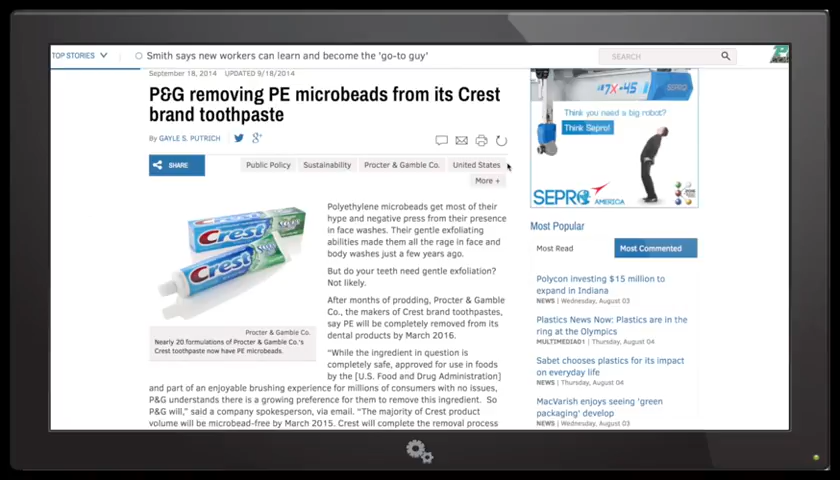 TOP STORIES
Smith says new workers can learn and become the 'go-to guy'
SEARCH
September 18, 2014 UPDATED 9/18/2014
P&G removing PE microbeads from its Crest
brand toothpaste
By GAYLE S. PUTRICH
SHARE
Public Policy
Sustainability
Procter & Gamble Co.
United States
More +
Crest
Crest
Procter & Gamble Co.
Nearly 20 formulations of Procter & Gamble Co.'s
Crest toothpaste now have PE microbeads.
Polyethylene microbeads get most of their
hype and negative press from their presence
in face washes. Their gentle exfoliating
abilities made them all the rage in face and
body washes just a few years ago.
But do your teeth need gentle exfoliation?
Not likely.
After months of prodding, Procter & Gamble
Co., the makers of Crest brand toothpastes,
say PE will be completely removed from its
dental products by March 2016.
"While the ingredient in question is
completely safe, approved for use in foods
by the [U.S. Food and Drug Administration]
and part of an enjoyable brushing experience for millions of consumers with no issues,
P&G understands there is a growing preference for them to remove this ingredient. So
P&G will," said a company spokesperson, via email. "The majority of Crest product
volume will be microbead-free by March 2015. Crest will complete the removal process
7X-45
SEPRO
Think you need a big robot?
Think Sepro!
SEPRO
AMERICA
Most Popular
Most Read
Most Commented
Polycon investing $15 million to
expand in Indiana
NEWS | Wednesday, August 03
Plastics News Now: Plastics are in the
ring at the Olympics
MULTIMEDIA01 | Thursday, August 04
Sabet chooses plastics for its impact
on everyday life
NEWS | Thursday, August 04
MacVarish enjoys seeing 'green
packaging' develop
NEWS | Wednesday, August 03